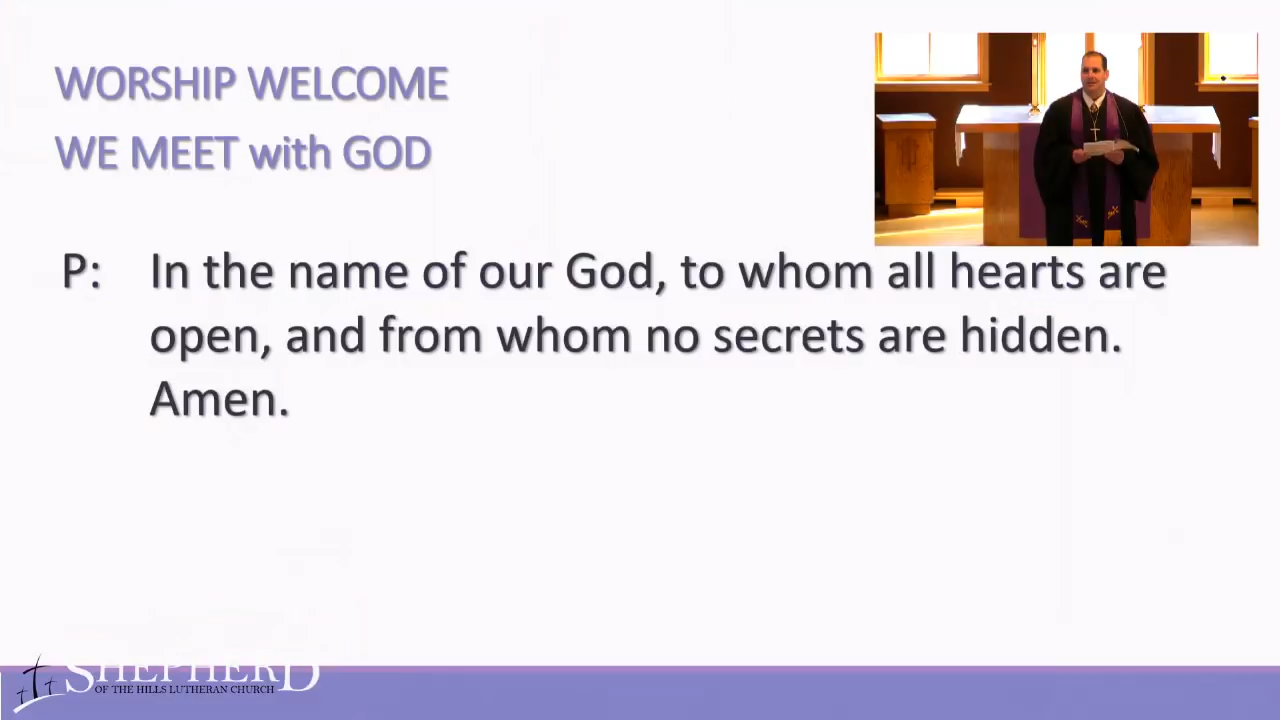 WORSHIP WELCOME
WE MEET with GOD
P: In the name of our God, to whom all hearts are
open, and from whom no secrets are hidden.
Amen.
SHEPHERD
OF THE HILLS LUTHERAN CHURCH